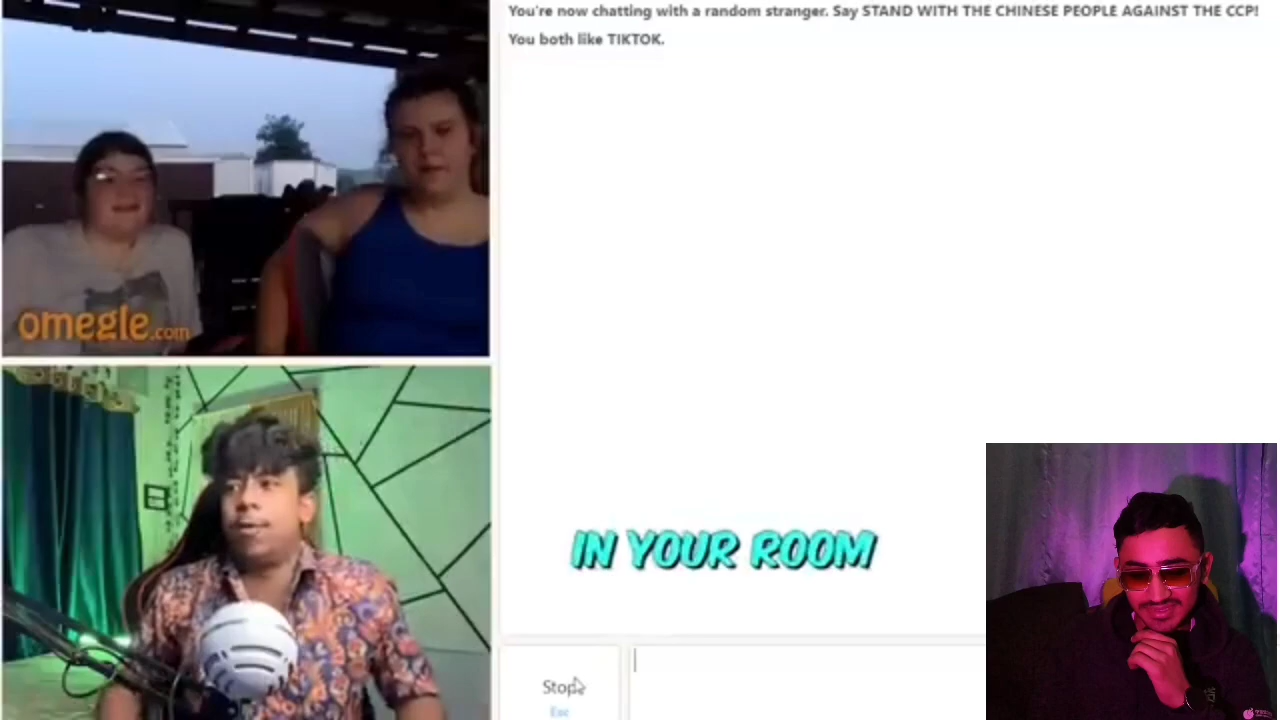 You're now chatting with a random stranger. Say STAND WITH THE CHINESE PEOPLE AGAINST THE CCP!
You both like TIKTOK.
omegle.com
IN YOUR ROOM
Stop
Esc